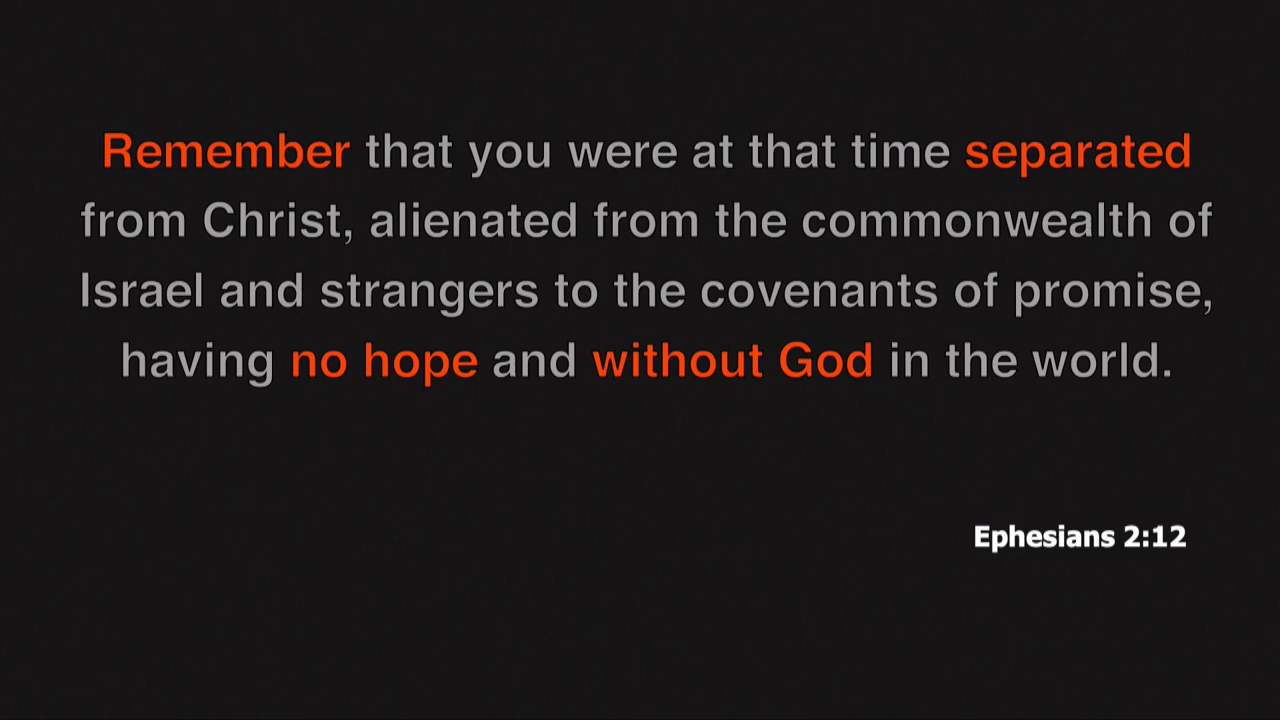 Remember that you were at that time separated
from Christ, alienated from the commonwealth of
Israel and strangers to the covenants of promise,
having no hope and without God in the world.
Ephesians 2:12